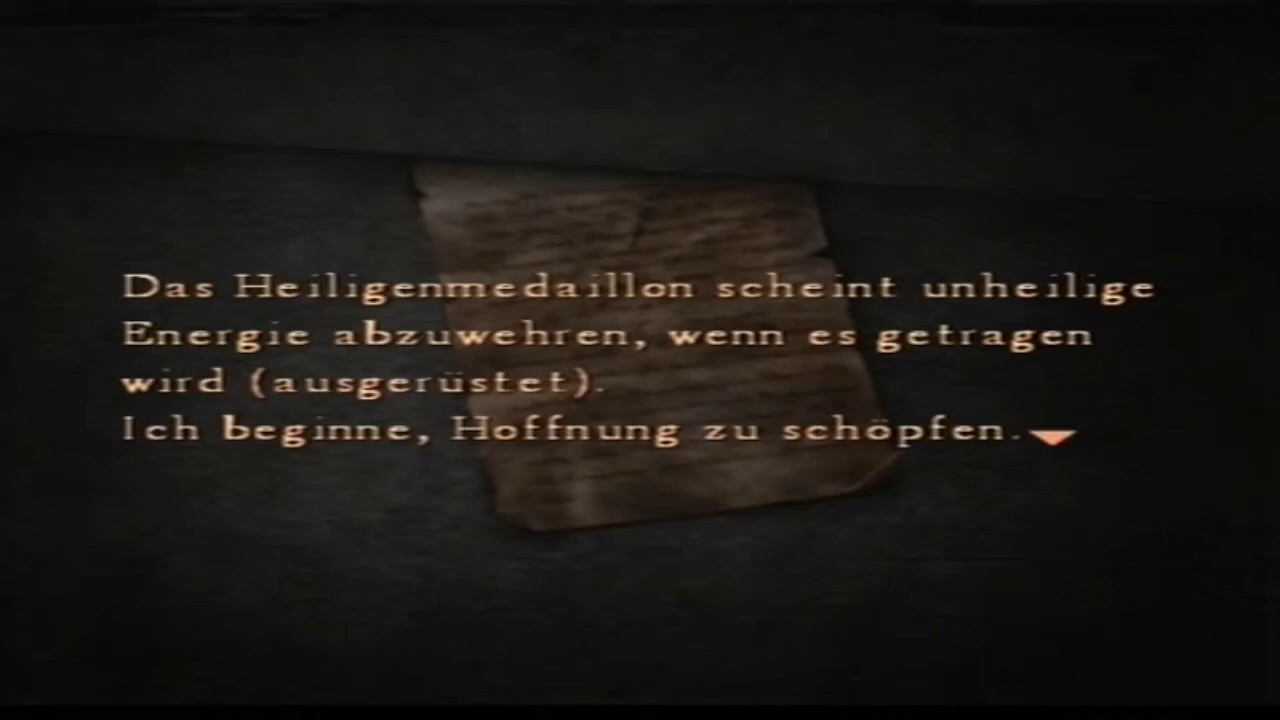 Das Heiligenmedaillon scheint unheilige
Energie abzuwehren, wenn es getragen
wird (ausgerüstet).
Ich beginne, Hoffnung zu schöpfen.